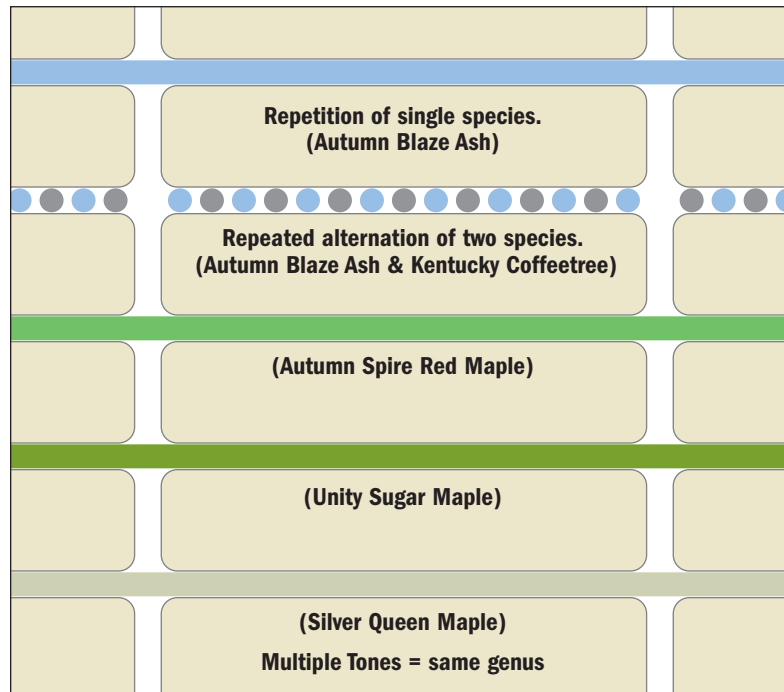 Repetition of single species.
(Autumn Blaze Ash)
Repeated alternation of two species.
(Autumn Blaze Ash & Kentucky Coffeetree)
(Autumn Spire Red Maple)
(Unity Sugar Maple)
(Silver Queen Maple)
Multiple Tones = same genus